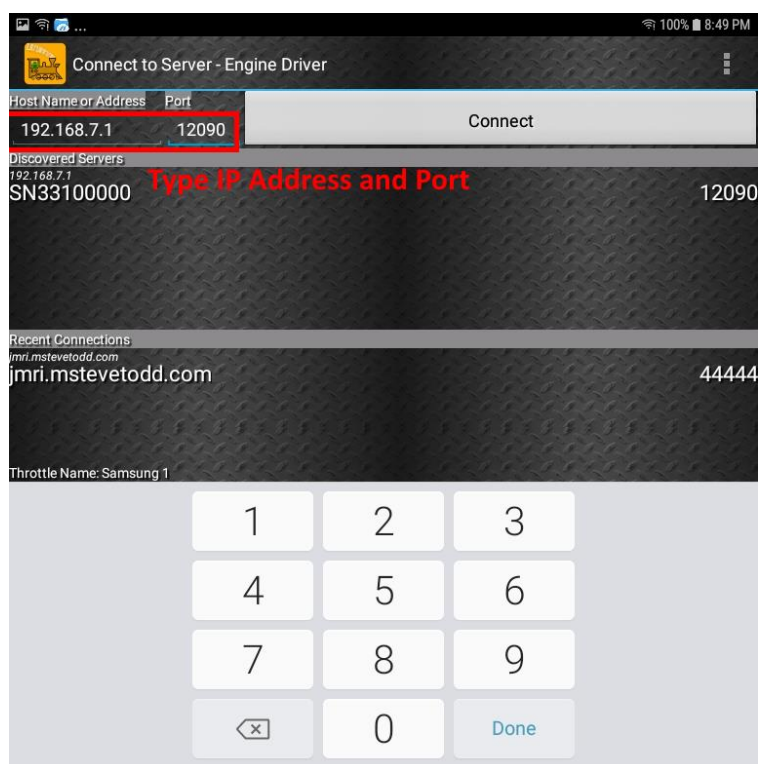 ... 100% 8:49 PM
Connect to Server - Engine Driver
Host Name or Address Port
192.168.7.1 12090 Connect
Discovered Servers
192.168.7.1
Type IP Address and Port
SN33100000 12090
Recent Connections
jmri.mstevetodd.com
jmri.mstevetodd.com 44444
Throttle Name: Samsung 1
1 2 3
4 5 6
7 8 9
0 Done